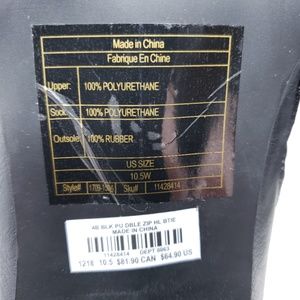 Made in China
Fabrique En Chine
Upper: 100% POLYURETHANE
Sock: 100% POLYURETHANE
Outsole: 100% RUBBER
US SIZE
10.5W
Style# Sku# 11428414
4B BLK PU DBLE ZIP HL BTIE
MADE IN CHINA
11428414 DEPT 8063
1218 10.5 $81.90 CAN $64.90 US